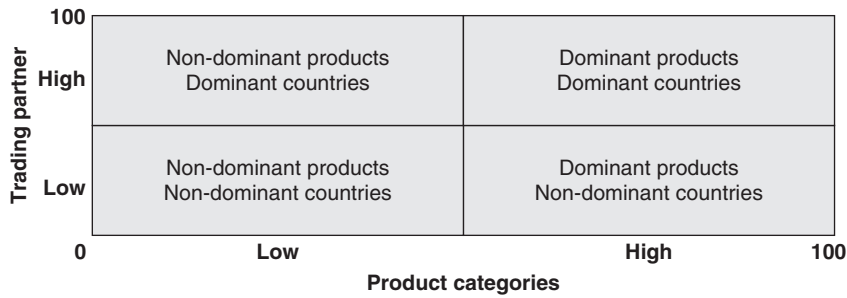 100
Trading partner
High
Non-dominant products
Dominant countries
Dominant products
Dominant countries
Low
Non-dominant products
Non-dominant countries
Dominant products
Non-dominant countries
0
Low
High
100
Product categories